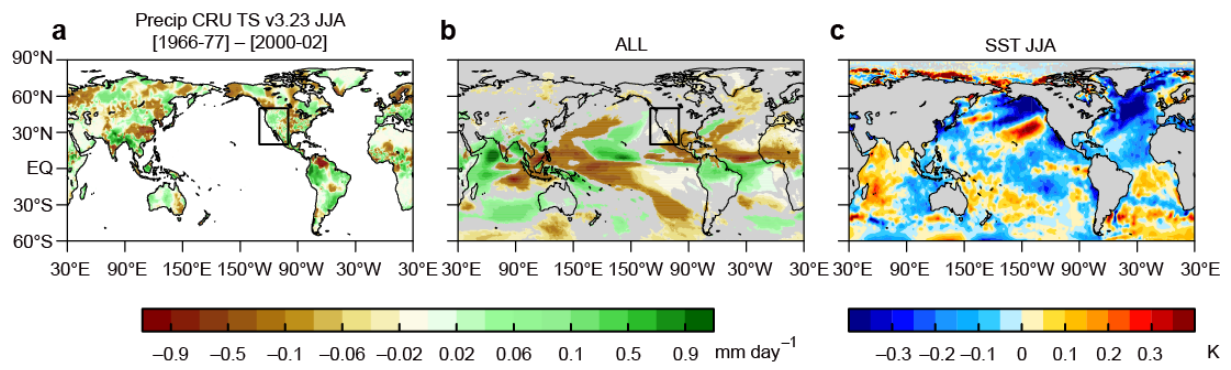 a
Precip CRU TS v3.23 JJA
[1966-77] – [2000-02]
b
ALL
c
SST JJA
90°N
60°N
30°N
EQ
30°S
60°S
30°E 90°E 150°E 150°W 90°W 30°W 30°E
30°E 90°E 150°E 150°W 90°W 30°W 30°E
30°E 90°E 150°E 150°W 90°W 30°W 30°E
−0.9 −0.5 −0.1 −0.06 −0.02 0.02 0.06 0.1 0.5 0.9 mm day⁻¹
−0.3 −0.2 −0.1 0 0.1 0.2 0.3 K